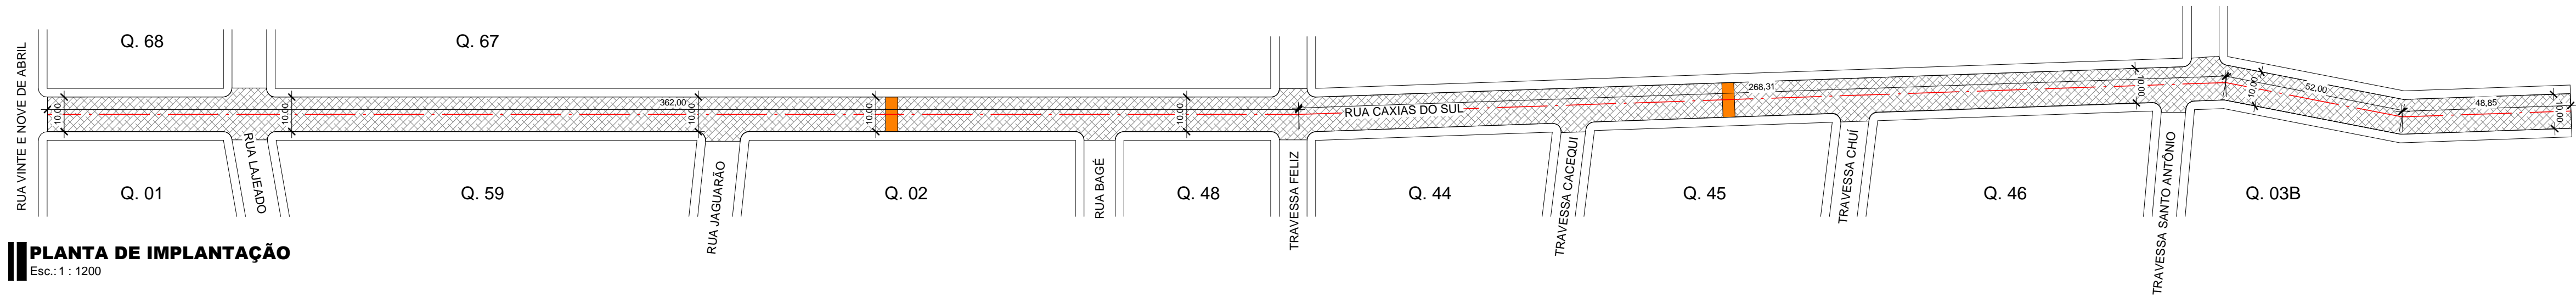 Q. 68
Q. 67
RUA VINTE E NOVE DE ABRIL
10,00
10,00
362,00
10,00
10,00
10,00
RUA CAXIAS DO SUL
268,31
10,00
10,00
52,00
48,85
10,00
Q. 01
RUA LAJEADO
Q. 59
RUA JAGUARÃO
Q. 02
RUA BAGÉ
Q. 48
TRAVESSA FELIZ
Q. 44
TRAVESSA CACEQUI
Q. 45
TRAVESSA CHUÍ
Q. 46
TRAVESSA SANTO ANTÔNIO
Q. 03B
PLANTA DE IMPLANTAÇÃO
Esc.: 1 : 1200